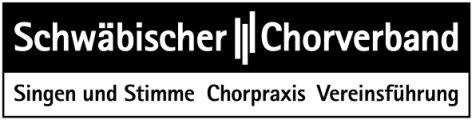 Schwäbischer Chorverband
Singen und Stimme Chorpraxis Vereinsführung